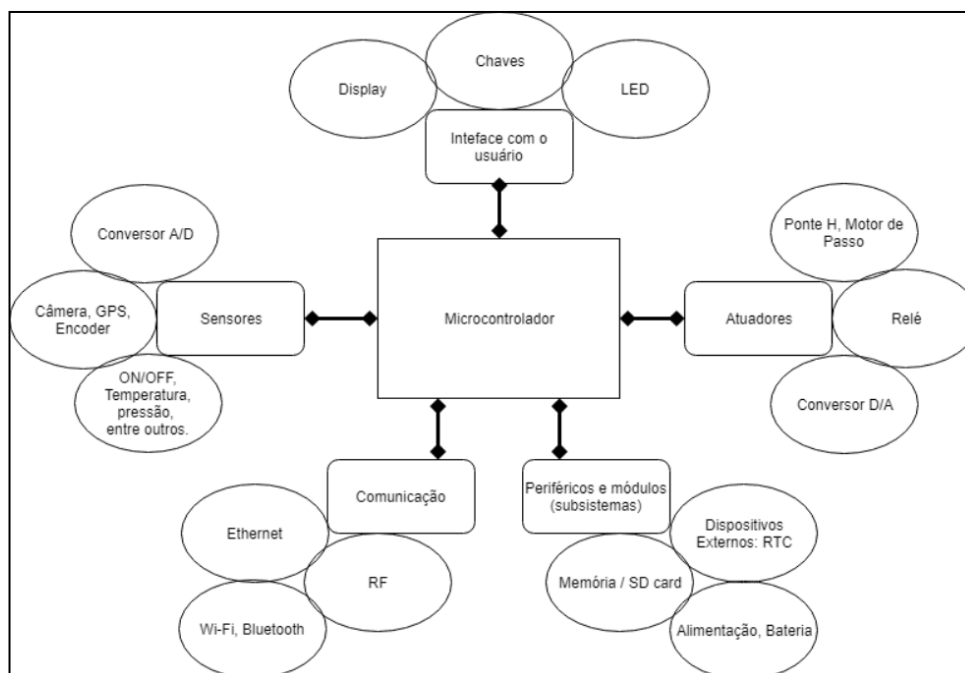 Chaves
Display
LED
Inteface com o
usuário
Conversor A/D
Câmera, GPS,
Encoder
ON/OFF,
Temperatura,
pressão,
entre outros.
Sensores
Microcontrolador
Atuadores
Ponte H, Motor de
Passo
Relé
Conversor D/A
Comunicação
Ethernet
RF
Wi-Fi, Bluetooth
Periféricos e módulos
(subsistemas)
Dispositivos
Externos: RTC
Memória / SD card
Alimentação, Bateria